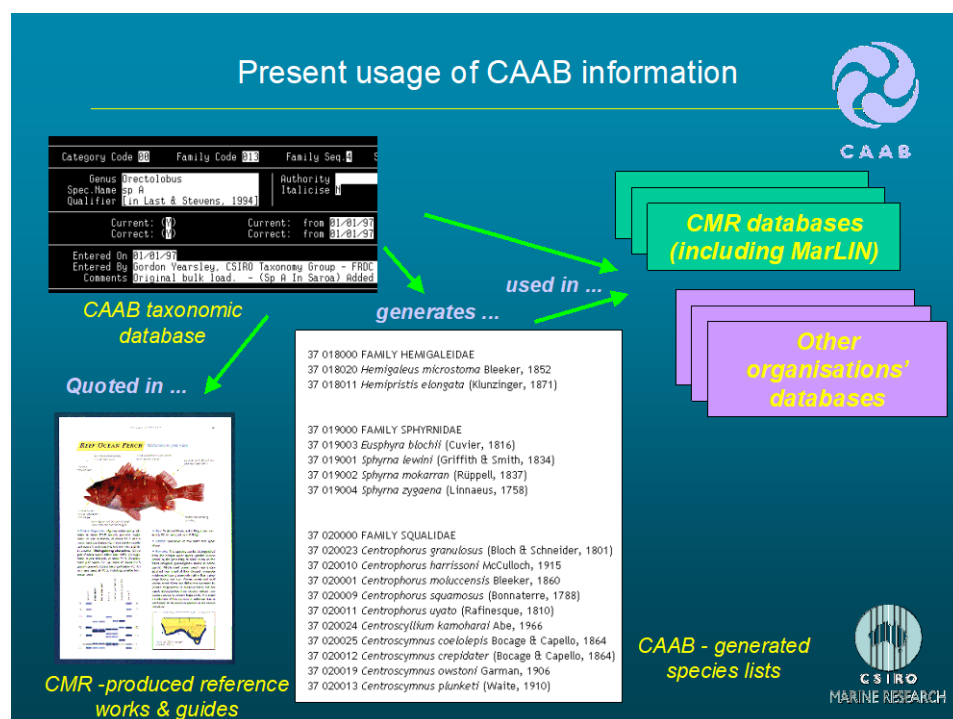 Present usage of CAAB information
CAAB
Category Code 00 Family Code 013 Family Seq.4 S
Genus Orectolobus
Authority
Spec.Name sp A
Italicise N
Qualifier [in Last & Stevens, 1994]
Current: (Y) Current: from 01/01/97
Correct: (Y) Correct: from 01/01/97
Entered On 01/01/97
Entered By Gordon Yearsley, CSIRO Taxonomy Group - FRDC
Comments Original bulk load. - (Sp A In Saroa) Added
CAAB taxonomic
database
generates ...
used in ...
CMR databases
(including MarLIN)
Other
organisations'
databases
Quoted in ...
REEF OCEAN PERCH
CMR -produced reference
works & guides
37 018000 FAMILY HEMIGALEIDAE
37 018020 Hemigaleus microstoma Bleeker, 1852
37 018011 Hemipristis elongata (Klunzinger, 1871)
37 019000 FAMILY SPHYRNIDAE
37 019003 Eusphyra blochii (Cuvier, 1816)
37 019001 Sphyrna lewini (Griffith & Smith, 1834)
37 019002 Sphyrna mokarran (Rüppell, 1837)
37 019004 Sphyrna zygaena (Linnaeus, 1758)
37 020000 FAMILY SQUALIDAE
37 020023 Centrophorus granulosus (Bloch & Schneider, 1801)
37 020010 Centrophorus harrissoni McCulloch, 1915
37 020001 Centrophorus moluccensis Bleeker, 1860
37 020009 Centrophorus squamosus (Bonnaterre, 1788)
37 020011 Centrophorus uyato (Rafinesque, 1810)
37 020024 Centroscyllium kamoharai Abe, 1966
37 020025 Centroscymnus coelolepis Bocage & Capello, 1864
37 020012 Centroscymnus crepidater (Bocage & Capello, 1864)
37 020019 Centroscymnus owstoni Garman, 1906
37 020013 Centroscymnus plunketi (Waite, 1910)
CAAB - generated
species lists
CSIRO
MARINE RESEARCH